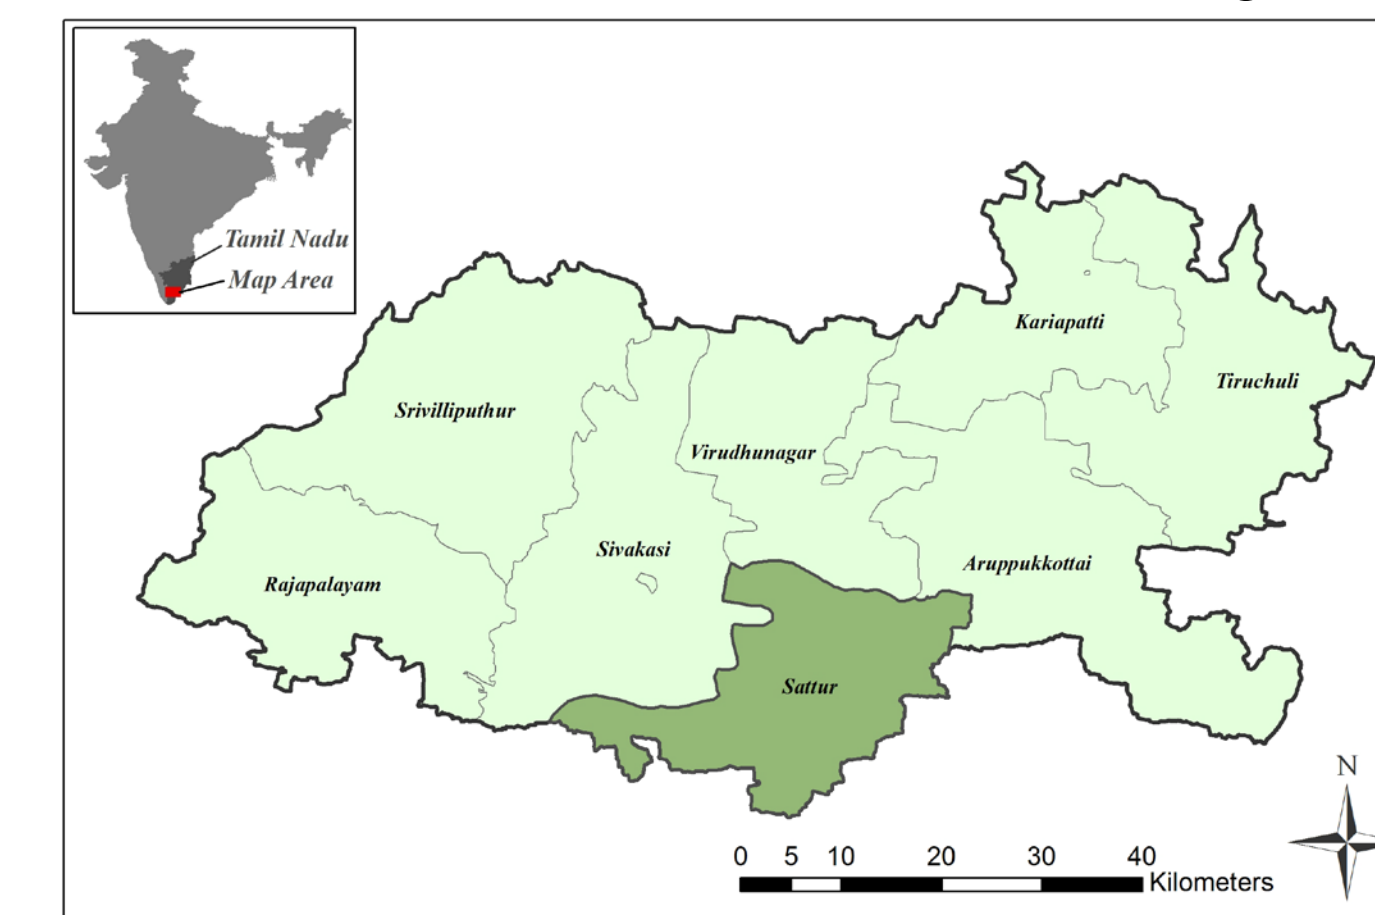 Tamil Nadu
Map Area
Kariapatti
Tiruchuli
Srivilliputhur
Virudhunagar
Sivakasi
Aruppukkottai
Rajapalayam
Sattur
N
0 5 10 20 30 40
Kilometers